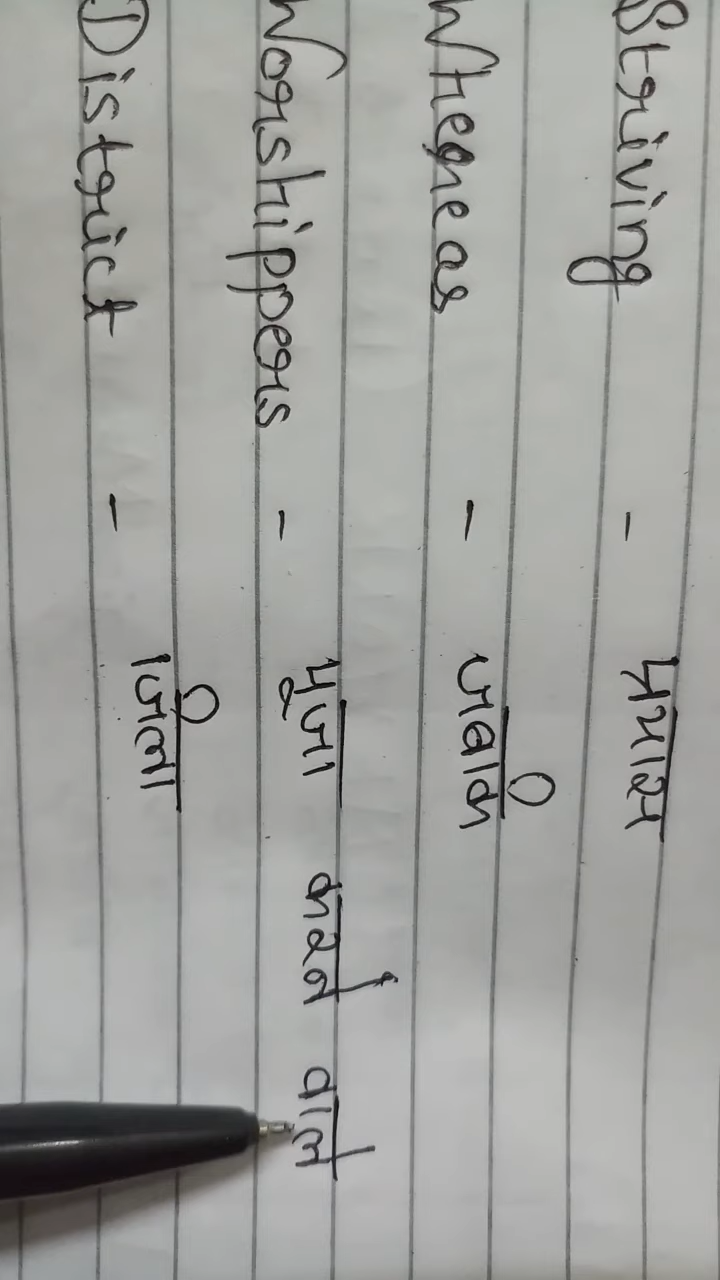 Striving - प्रयास
Whereas - जबकि
Worshippers - पूजा करने वाले
District - जिला